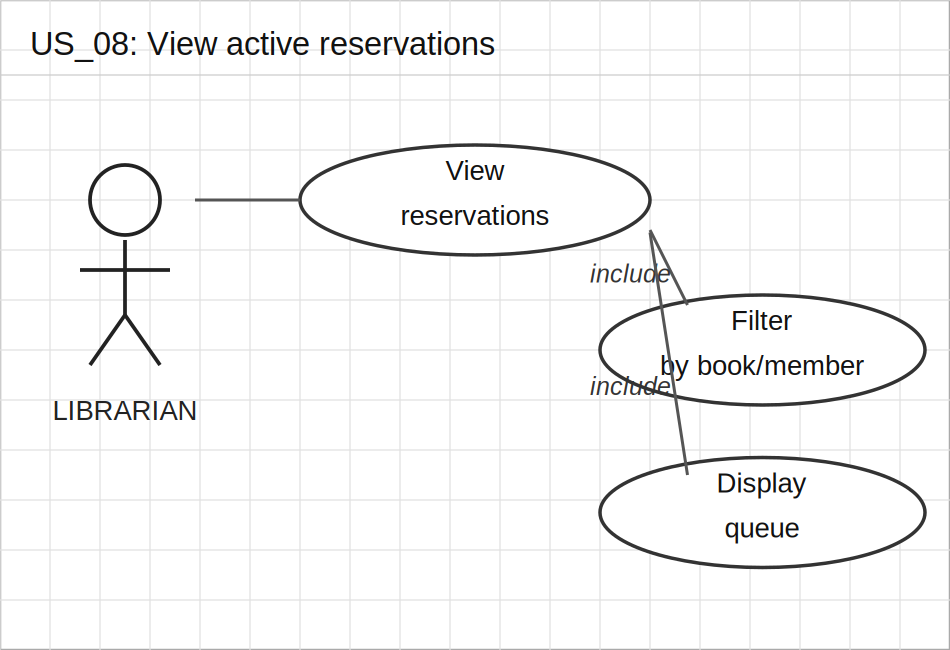 US_08: View active reservations
View
reservations
include
Filter
by book/member
include
LIBRARIAN
Display
queue